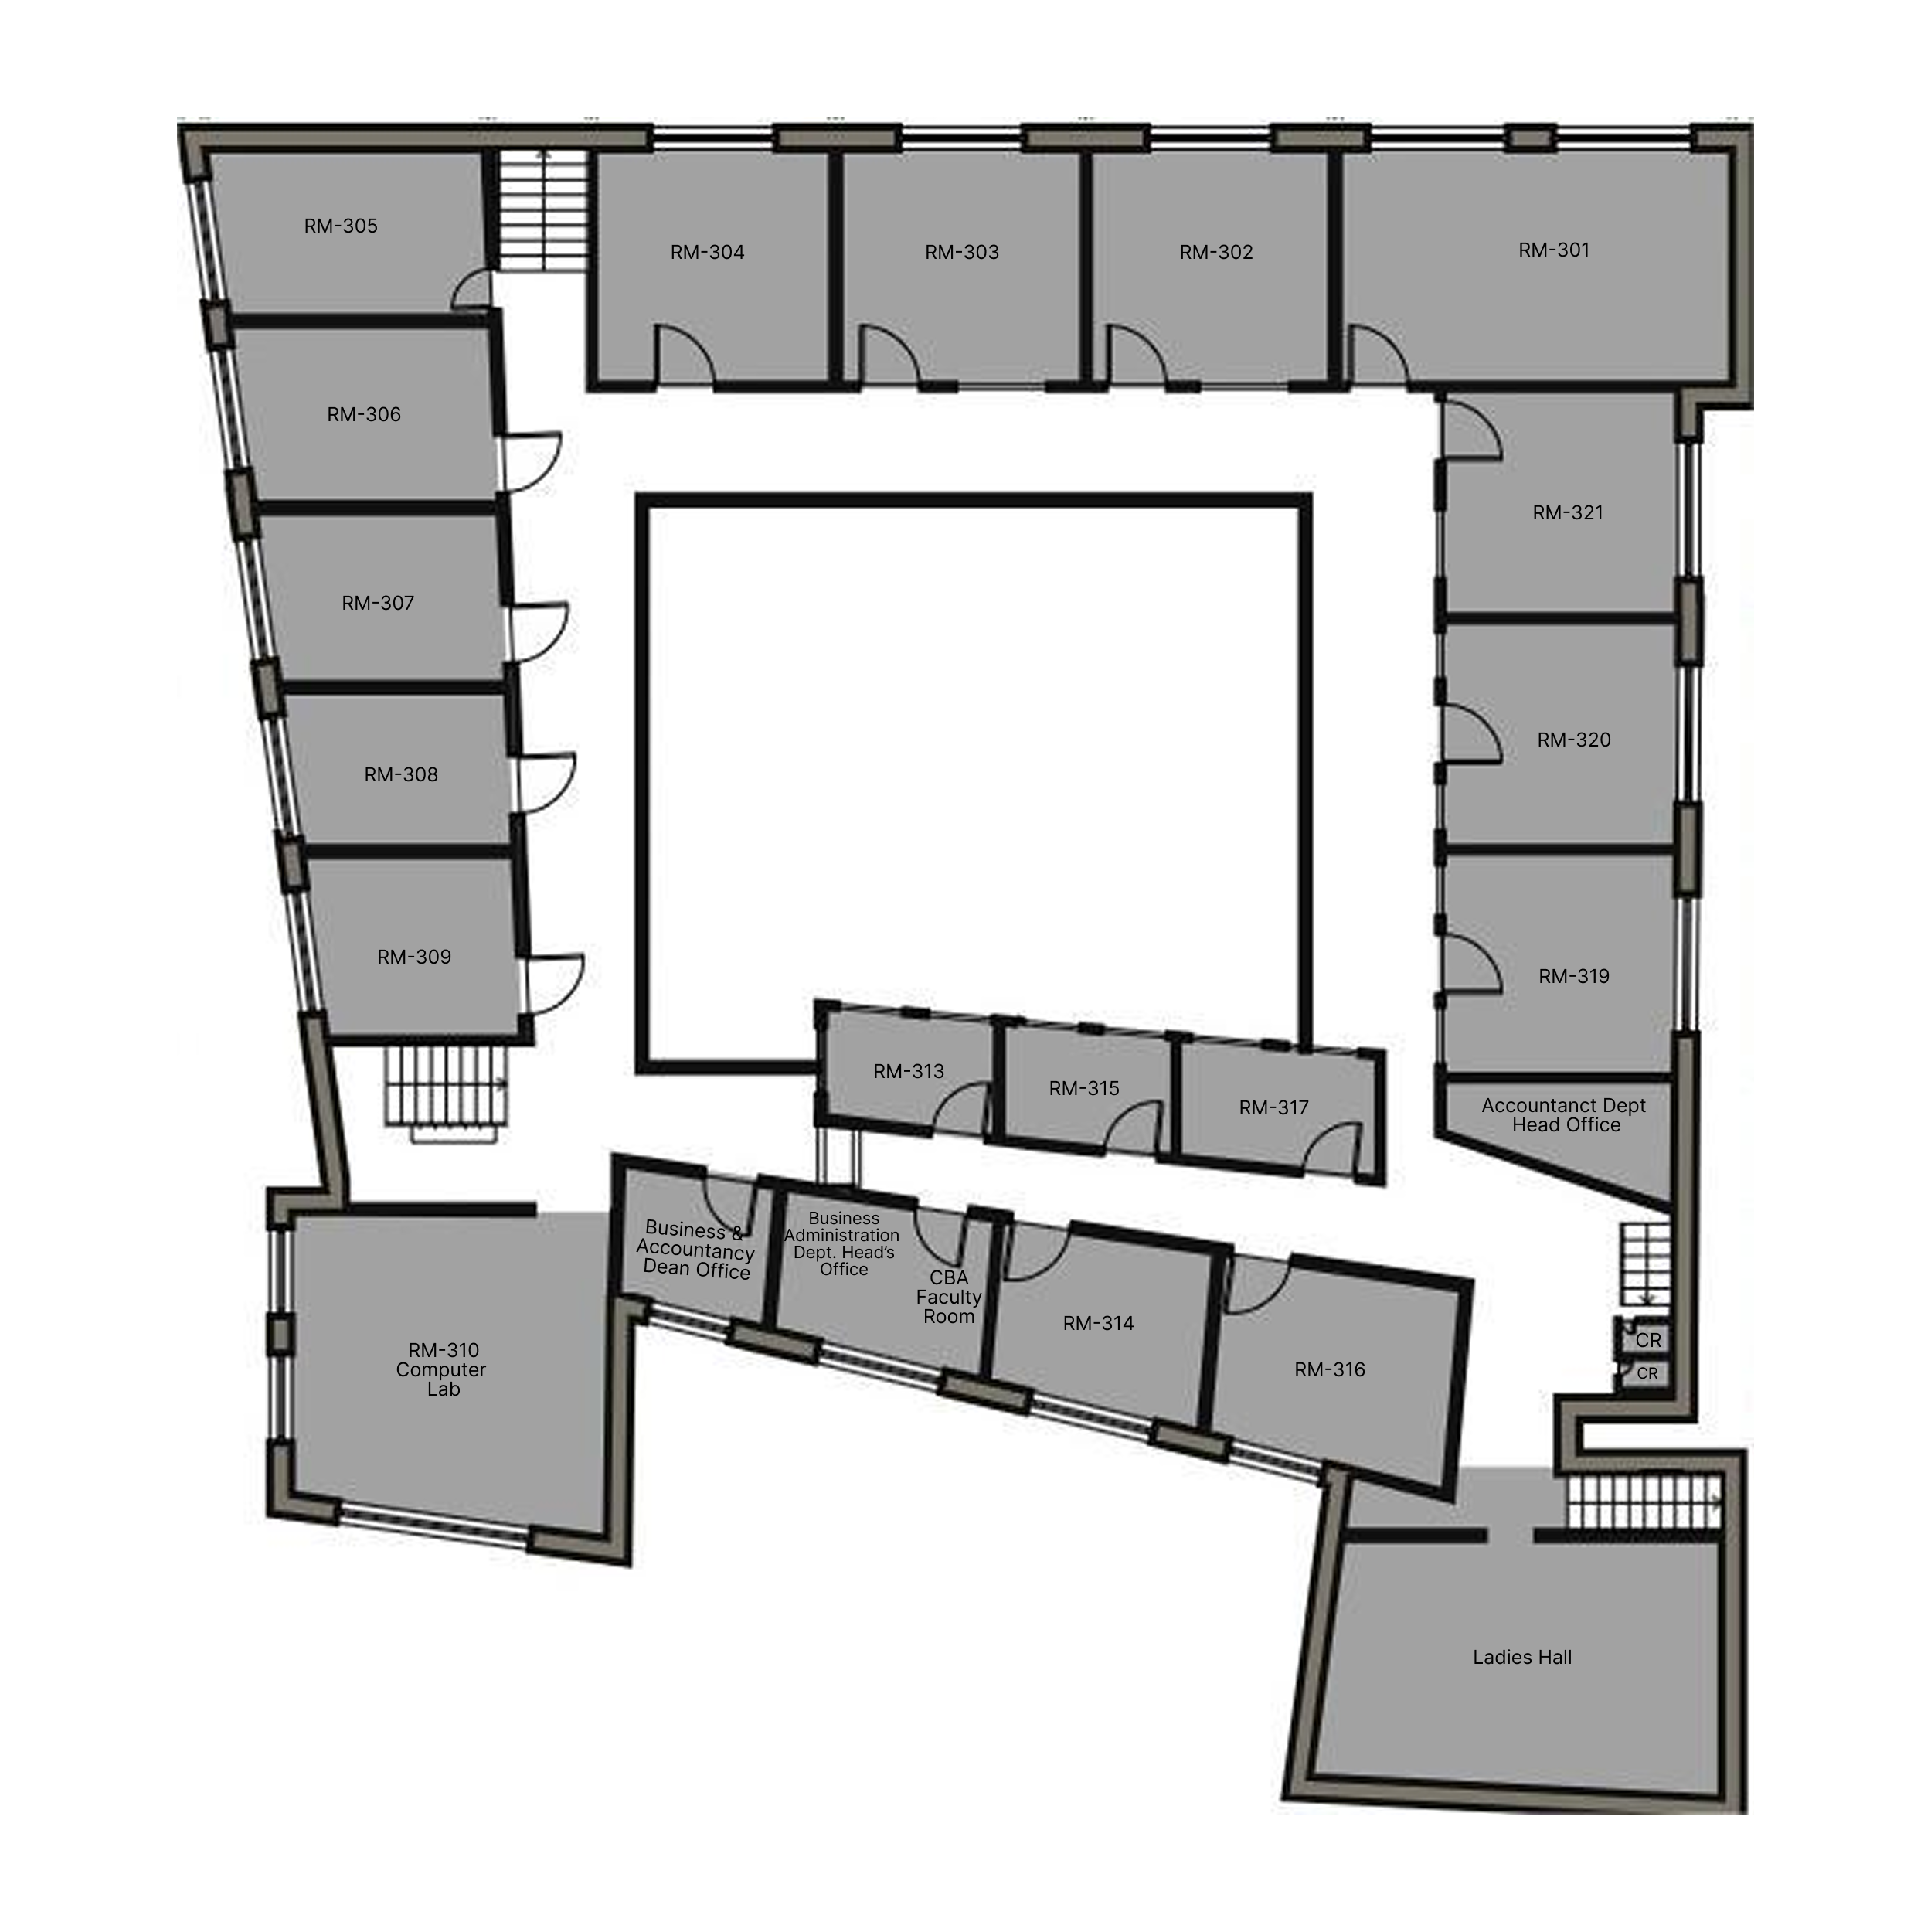 RM-305
RM-304
RM-303
RM-302
RM-301
RM-306
RM-321
RM-307
RM-320
RM-308
RM-309
RM-319
RM-313
RM-315
RM-317
Accountanct Dept
Head Office
Business &
Accountancy
Dean Office
Business
Administration
Dept. Head’s
Office
CBA
Faculty
Room
RM-314
RM-316
CR
CR
RM-310
Computer
Lab
Ladies Hall